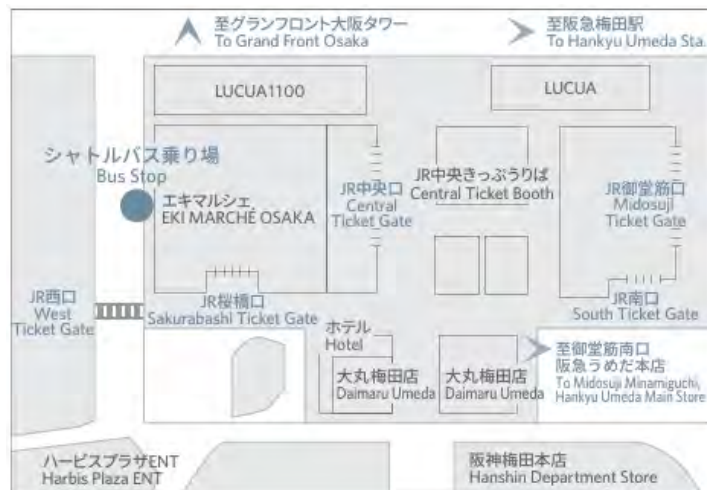 至グランフロント大阪タワー
To Grand Front Osaka
至阪急梅田駅
To Hankyu Umeda Sta.
LUCUA1100
LUCUA
シャトルバス乗り場
Bus Stop
エキマルシェ
EKI MARCHÉ OSAKA
JR中央口
Central
Ticket Gate
JR中央きっぷうりば
Central Ticket Booth
JR御堂筋口
Midosuji
Ticket Gate
JR西口
West
Ticket Gate
JR桜橋口
Sakurabashi Ticket Gate
JR南口
South Ticket Gate
ホテル
Hotel
大丸梅田店
Daimaru Umeda
大丸梅田店
Daimaru Umeda
至御堂筋南口
阪急うめだ本店
To Midosuji Minamiguchi,
Hankyu Umeda Main Store
ハービスプラザENT
Harbis Plaza ENT
阪神梅田本店
Hanshin Department Store